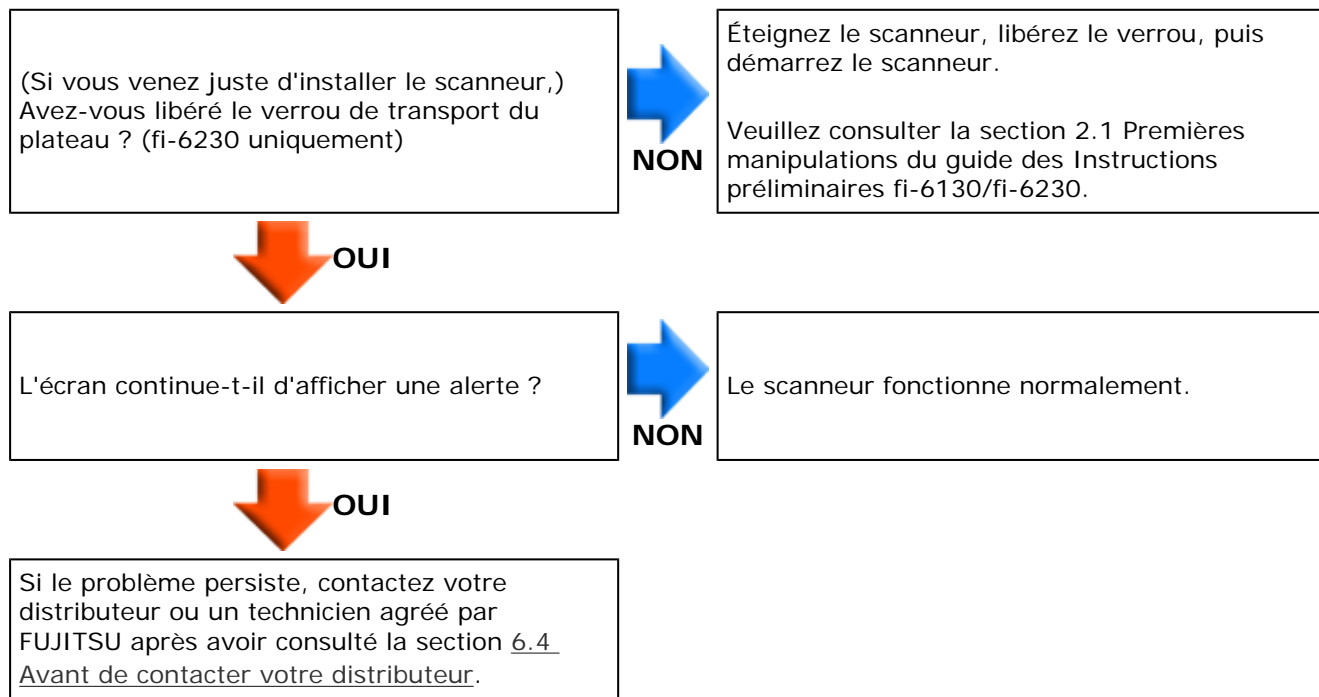 (Si vous venez juste d'installer le scanneur,)
Avez-vous libéré le verrou de transport du
plateau ? (fi-6230 uniquement)
NON
Éteignez le scanneur, libérez le verrou, puis
démarrez le scanneur.
Veuillez consulter la section 2.1 Premières
manipulations du guide des Instructions
préliminaires fi-6130/fi-6230.
OUI
L'écran continue-t-il d'afficher une alerte ?
NON
Le scanneur fonctionne normalement.
OUI
Si le problème persiste, contactez votre
distributeur ou un technicien agréé par
FUJITSU après avoir consulté la section 6.4
Avant de contacter votre distributeur.